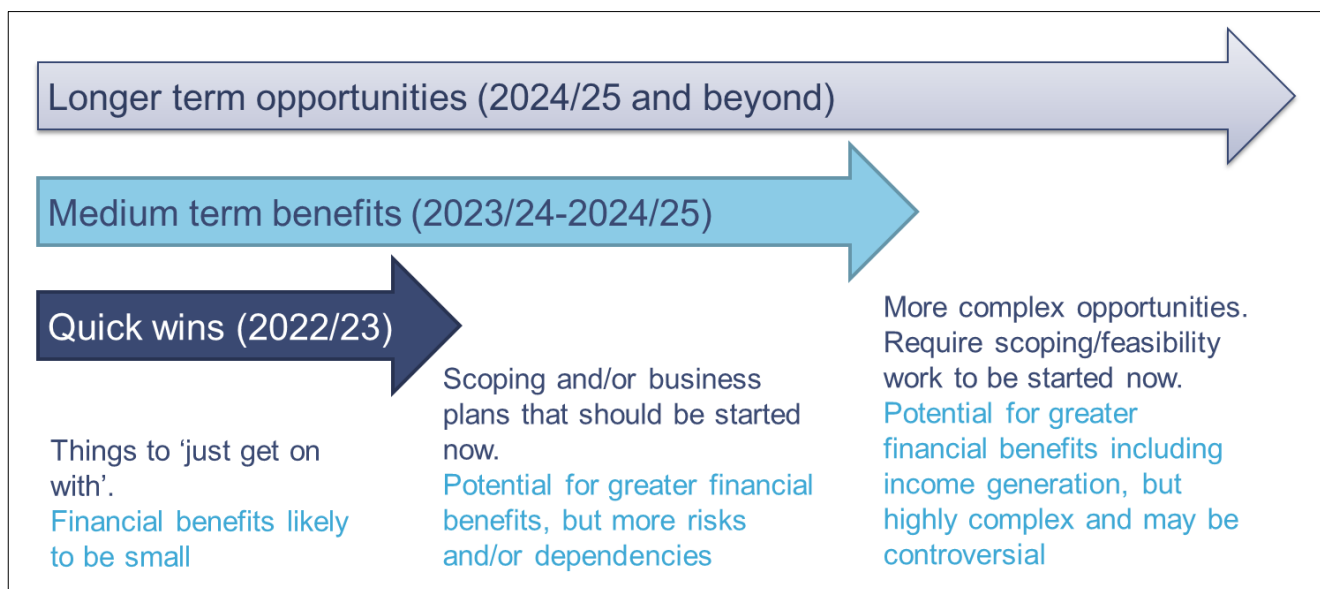 Longer term opportunities (2024/25 and beyond)
Medium term benefits (2023/24-2024/25)
Quick wins (2022/23)
Things to ‘just get on
with’.
Financial benefits likely
to be small
Scoping and/or business
plans that should be started
now.
Potential for greater financial
benefits, but more risks
and/or dependencies
More complex opportunities.
Require scoping/feasibility
work to be started now.
Potential for greater
financial benefits including
income generation, but
highly complex and may be
controversial